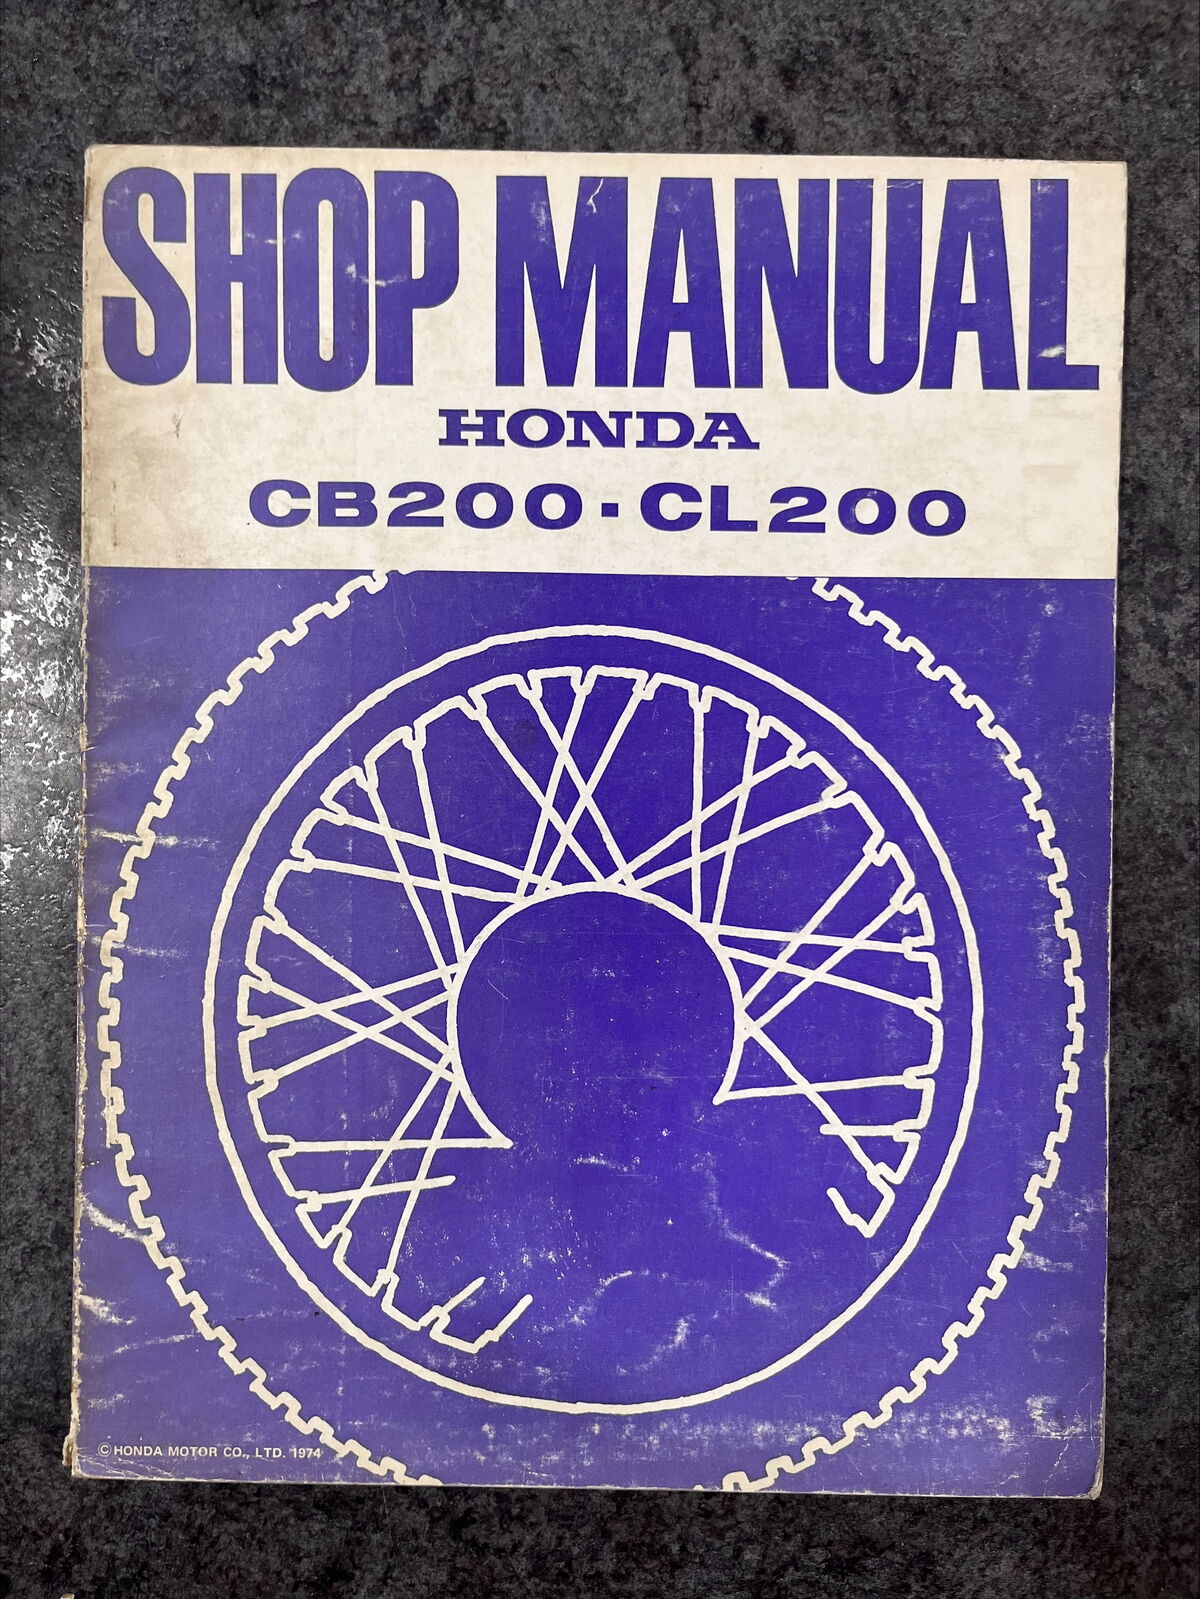 SHOP MANUAL
HONDA
CB200 · CL200
© HONDA MOTOR CO., LTD. 1974